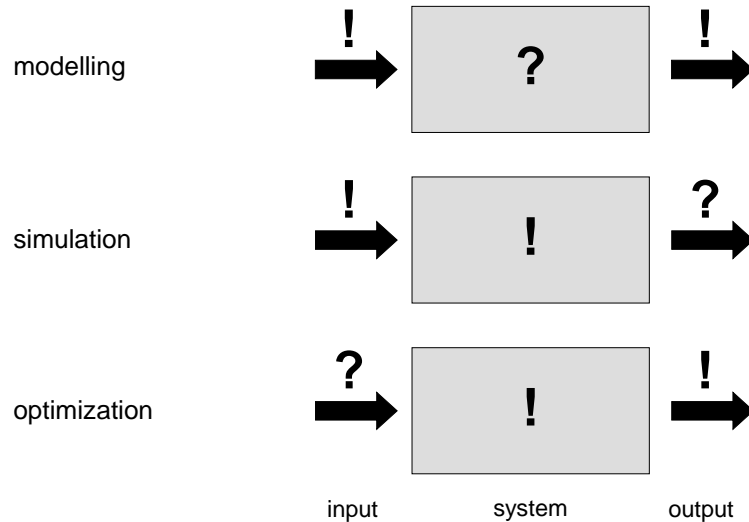 ! !
modelling ?
! ?
simulation !
? !
optimization !
input system output